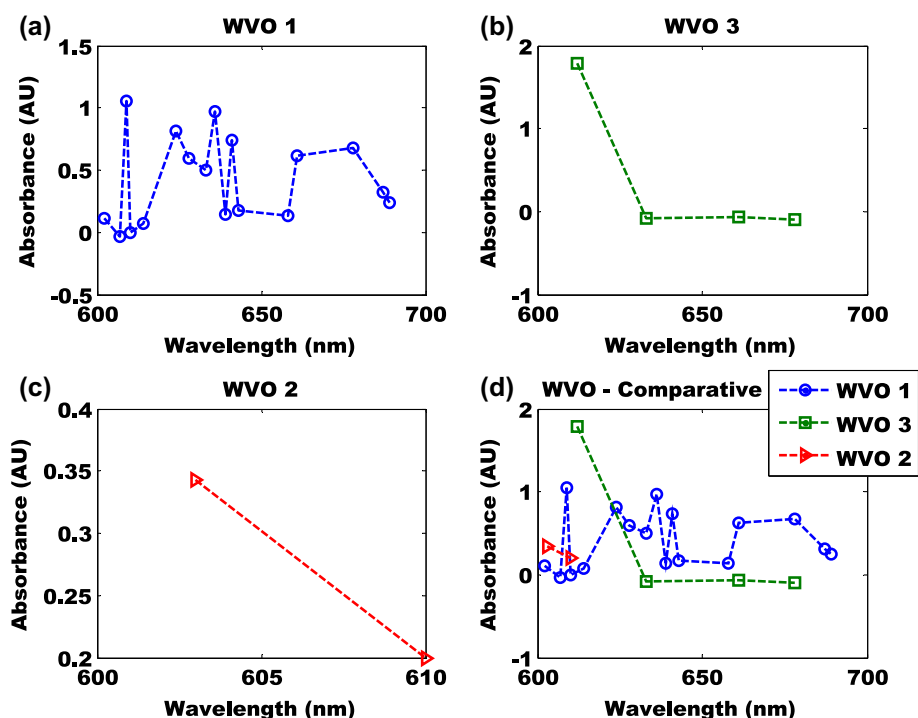 (a)
WVO 1
Absorbance (AU)
1.5
1
0.5
0
-0.5
600
650
700
Wavelength (nm)
(b)
WVO 3
Absorbance (AU)
2
1
0
-1
600
650
700
Wavelength (nm)
(c)
WVO 2
Absorbance (AU)
0.4
0.35
0.3
0.25
0.2
600
605
610
Wavelength (nm)
(d)
WVO - Comparative
Absorbance (AU)
2
1
0
-1
600
650
700
Wavelength (nm)
WVO 1
WVO 3
WVO 2